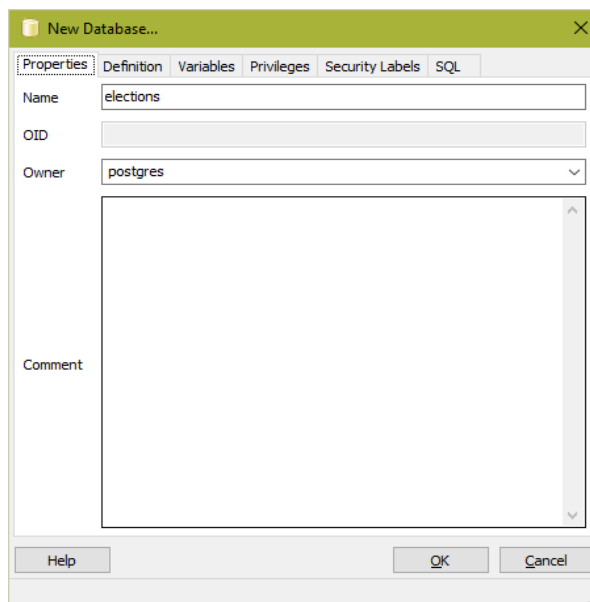 New Database...
Properties Definition Variables Privileges Security Labels SQL
Name elections
OID
Owner postgres
Comment
Help OK Cancel